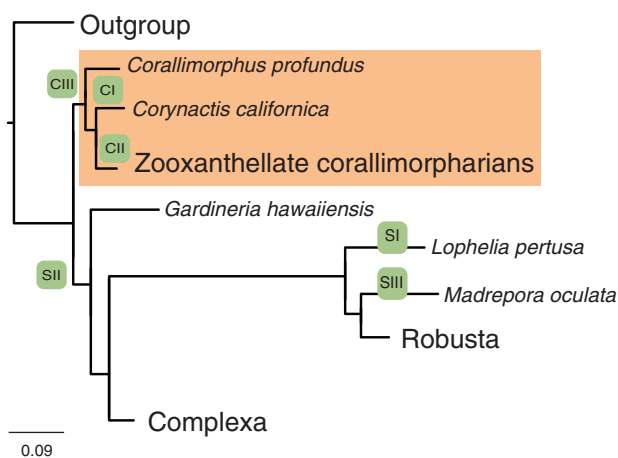 Outgroup
Corallimorphus profundus
CIII
CI
Corynactis californica
CII
Zooxanthellate corallimorpharians
Gardineria hawaiiensis
SI
Lophelia pertusa
SII
SIII
Madrepora oculata
Robusta
Complexa
0.09